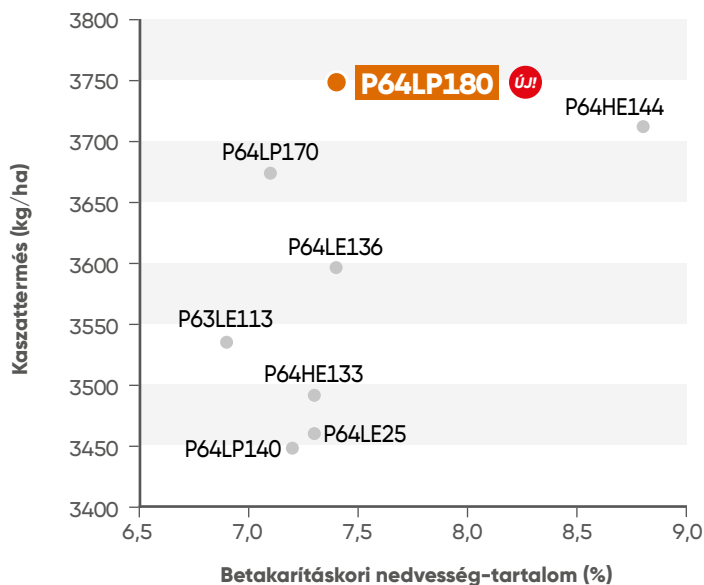 Kaszattermés (kg/ha)
3800
3750
3700
3650
3600
3550
3500
3450
3400
P64LP180 ÚJ!
P64HE144
P64LP170
P64LE136
P63LE113
P64HE133
P64LE25
P64LP140
6,5 7,0 7,5 8,0 8,5 9,0
Betakarításkori nedvesség-tartalom (%)